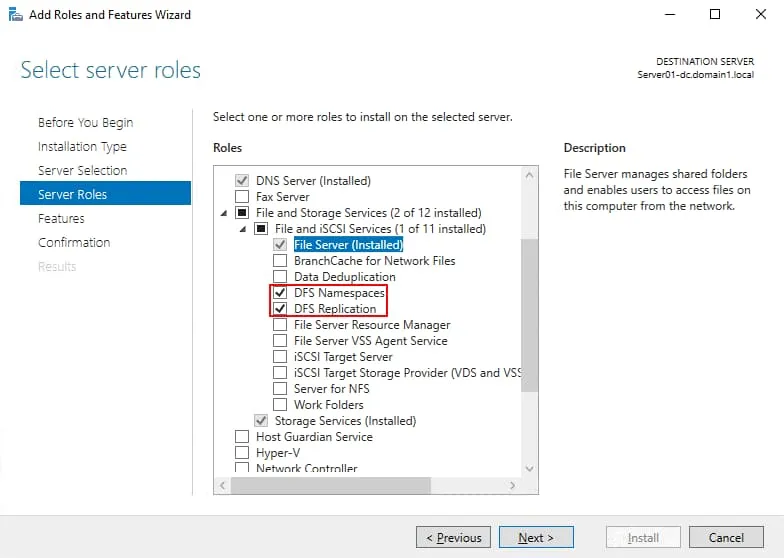 Add Roles and Features Wizard
Select server roles
DESTINATION SERVER
Server01-dc.domain1.local
Before You Begin
Installation Type
Server Selection
Server Roles
Features
Confirmation
Results
Select one or more roles to install on the selected server.
Roles
DNS Server (Installed)
Fax Server
File and Storage Services (2 of 12 installed)
File and iSCSI Services (1 of 11 installed)
File Server (Installed)
BranchCache for Network Files
Data Deduplication
DFS Namespaces
DFS Replication
File Server Resource Manager
File Server VSS Agent Service
iSCSI Target Server
iSCSI Target Storage Provider (VDS and VSS
Server for NFS
Work Folders
Storage Services (Installed)
Host Guardian Service
Hyper-V
Network Controller
Description
File Server manages shared folders
and enables users to access files on
this computer from the network.
< Previous
Next >
Install
Cancel